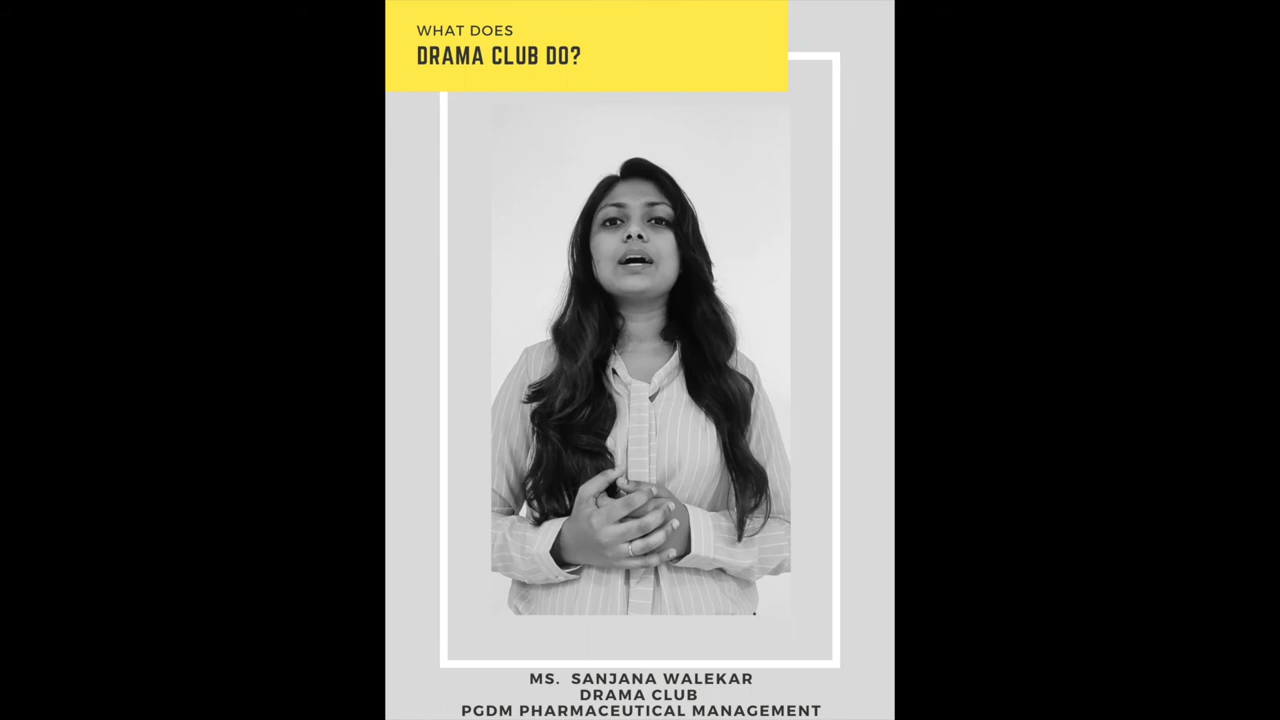 WHAT DOES
DRAMA CLUB DO?
MS. SANJANA WALEKAR
DRAMA CLUB
PGDM PHARMACEUTICAL MANAGEMENT